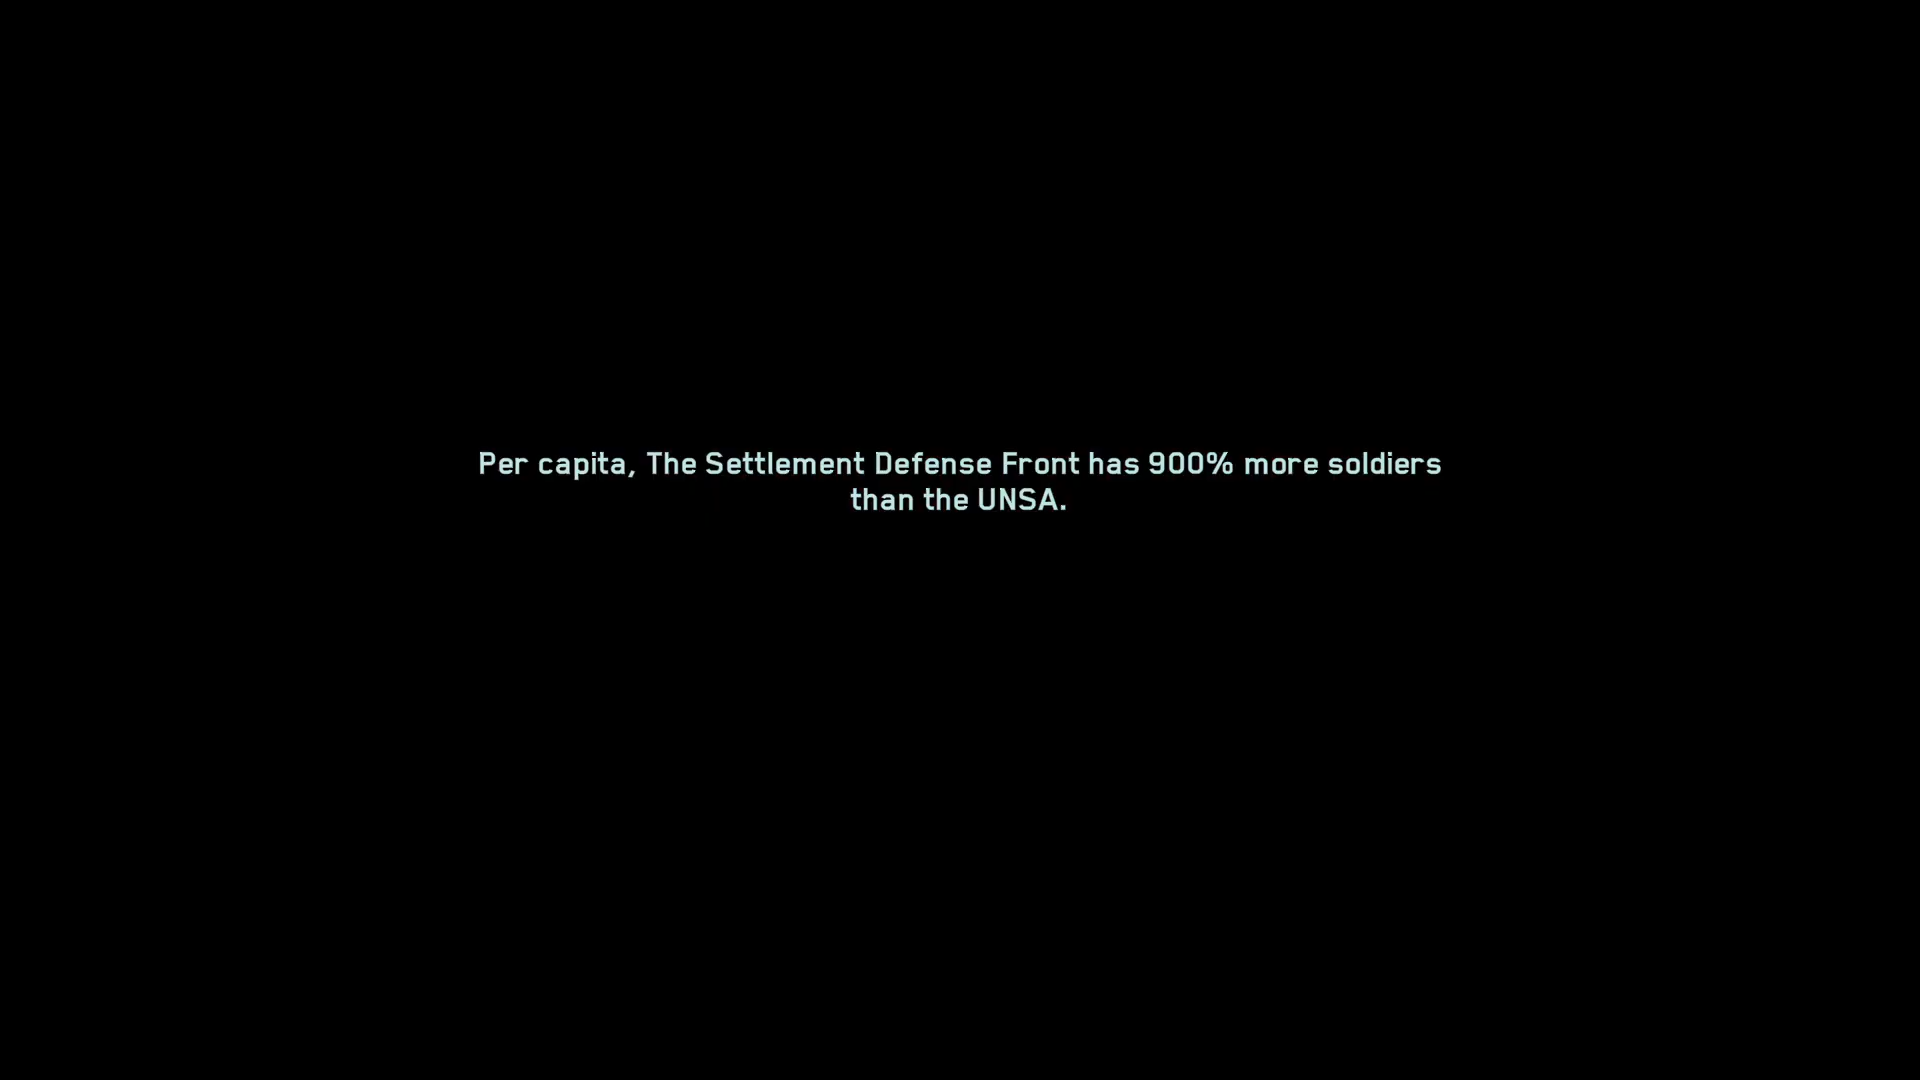 Per capita, The Settlement Defense Front has 900% more soldiers
than the UNSA.